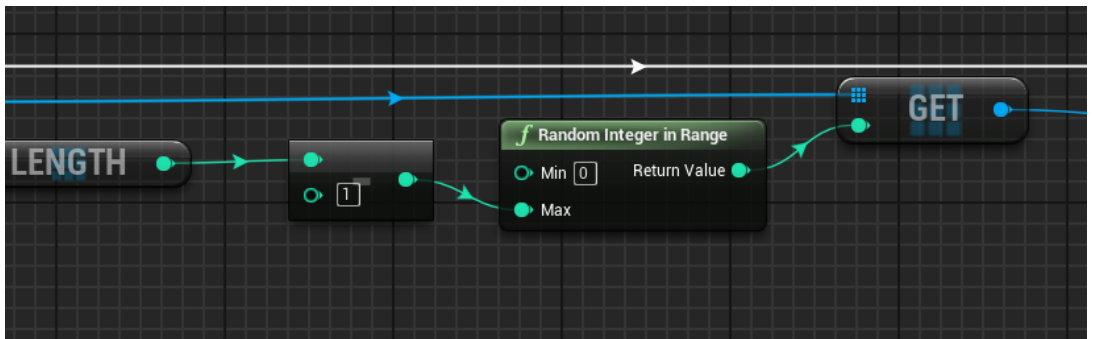 LENGTH
1
-
f Random Integer in Range
Min 0
Return Value
Max
GET